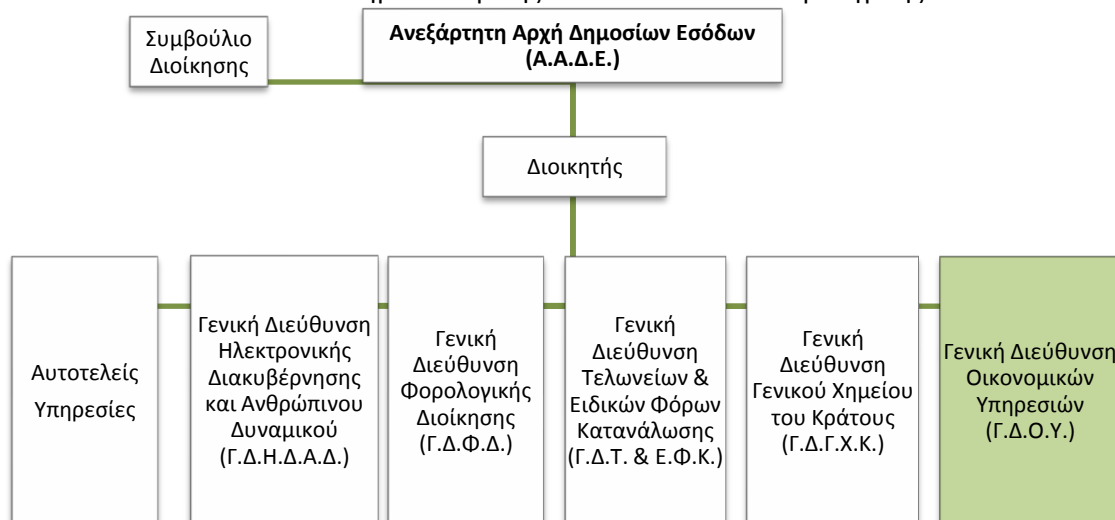 Συμβούλιο
Διοίκησης
Ανεξάρτητη Αρχή Δημοσίων Εσόδων
(Α.Α.Δ.Ε.)
Διοικητής
Αυτοτελείς
Υπηρεσίες
Γενική Διεύθυνση
Ηλεκτρονικής
Διακυβέρνησης
και Ανθρώπινου
Δυναμικού
(Γ.Δ.Η.Δ.Α.Δ.)
Γενική
Διεύθυνση
Φορολογικής
Διοίκησης
(Γ.Δ.Φ.Δ.)
Γενική
Διεύθυνση
Τελωνείων &
Ειδικών Φόρων
Κατανάλωσης
(Γ.Δ.Τ. & Ε.Φ.Κ.)
Γενική
Διεύθυνση
Γενικού Χημείου
του Κράτους
(Γ.Δ.Γ.Χ.Κ.)
Γενική Διεύθυνση
Οικονομικών
Υπηρεσιών
(Γ.Δ.Ο.Υ.)